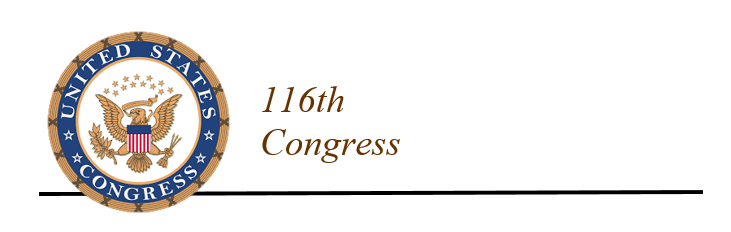 UNITED STATES
CONGRESS
116th
Congress